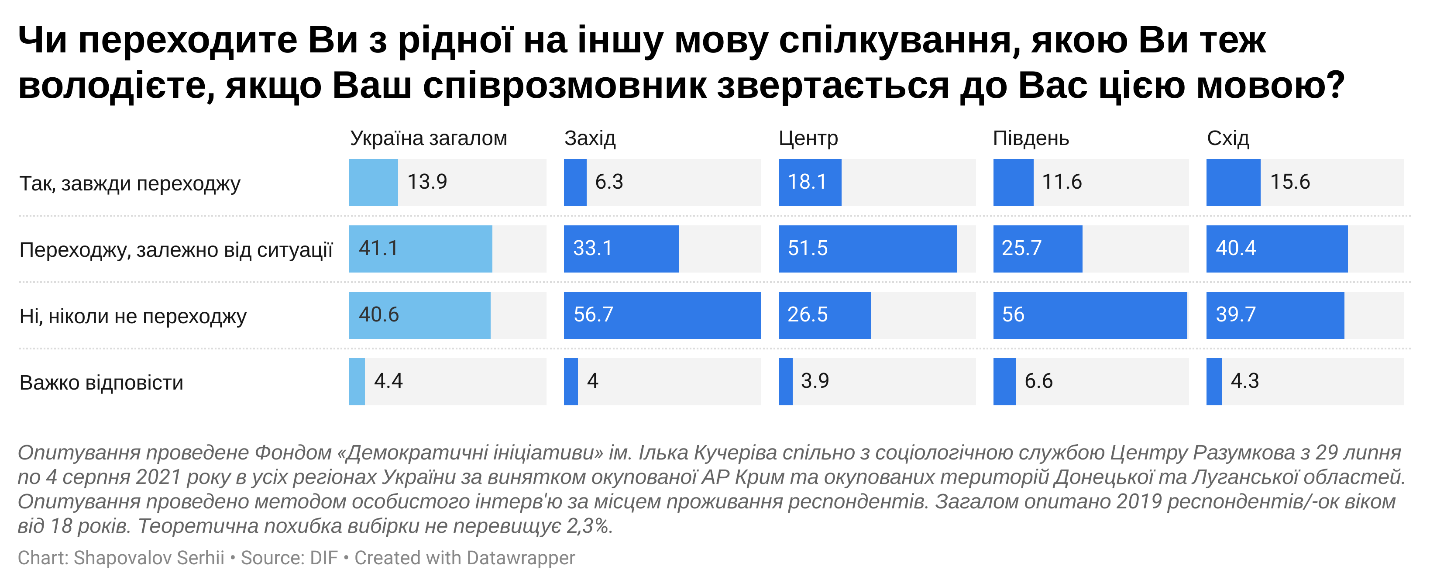 Чи переходите Ви з рідної на іншу мову спілкування, якою Ви теж
володієте, якщо Ваш співрозмовник звертається до Вас цією мовою?
Україна загалом Захід Центр Південь Схід
Так, завжди переходжу 13.9 6.3 18.1 11.6 15.6
Переходжу, залежно від ситуації 41.1 33.1 51.5 25.7 40.4
Ні, ніколи не переходжу 40.6 56.7 26.5 56 39.7
Важко відповісти 4.4 4 3.9 6.6 4.3
Опитування проведене Фондом «Демократичні ініціативи» ім. Ілька Кучеріва спільно з соціологічною службою Центру Разумкова з 29 липня
по 4 серпня 2021 року в усіх регіонах України за винятком окупованої АР Крим та окупованих територій Донецької та Луганської областей.
Опитування проведено методом особистого інтерв'ю за місцем проживання респондентів. Загалом опитано 2019 респондентів/-ок віком
від 18 років. Теоретична похибка вибірки не перевищує 2,3%.
Chart: Shapovalov Serhii • Source: DIF • Created with Datawrapper